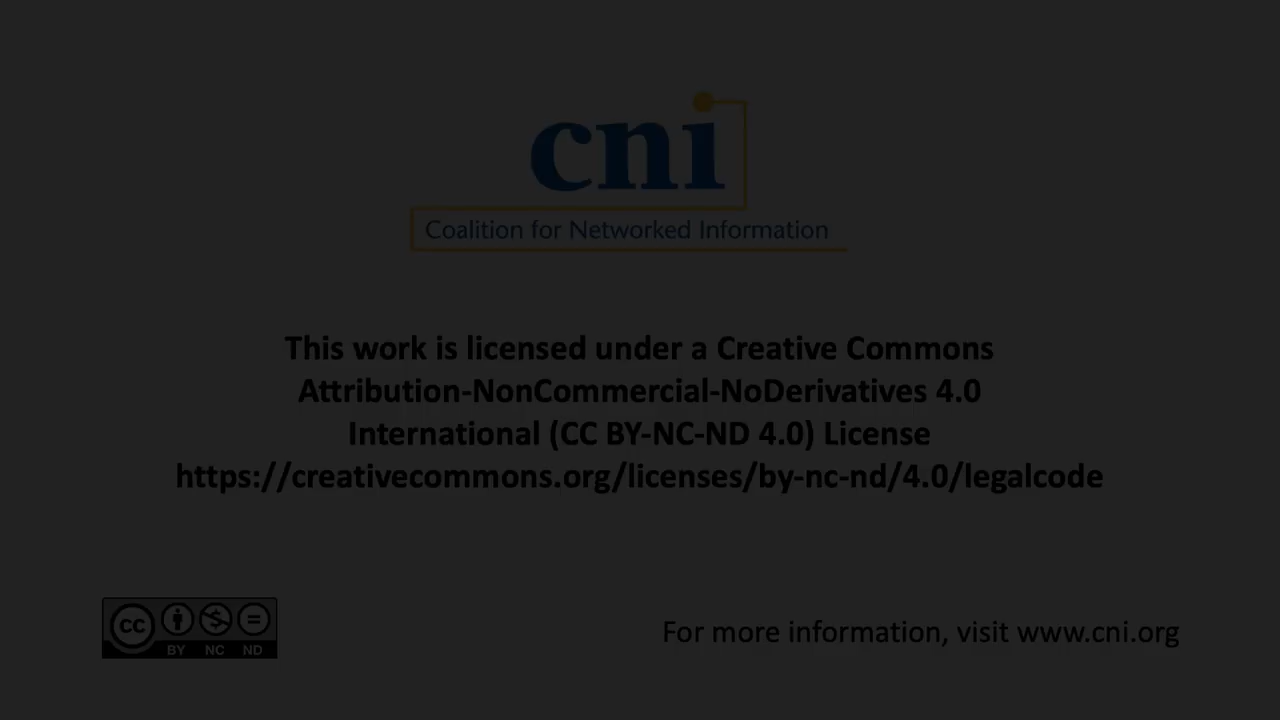 cni
Coalition for Networked Information
This work is licensed under a Creative Commons
Attribution-NonCommercial-NoDerivatives 4.0
International (CC BY-NC-ND 4.0) License
https://creativecommons.org/licenses/by-nc-nd/4.0/legalcode
cc
BY NC ND
For more information, visit www.cni.org